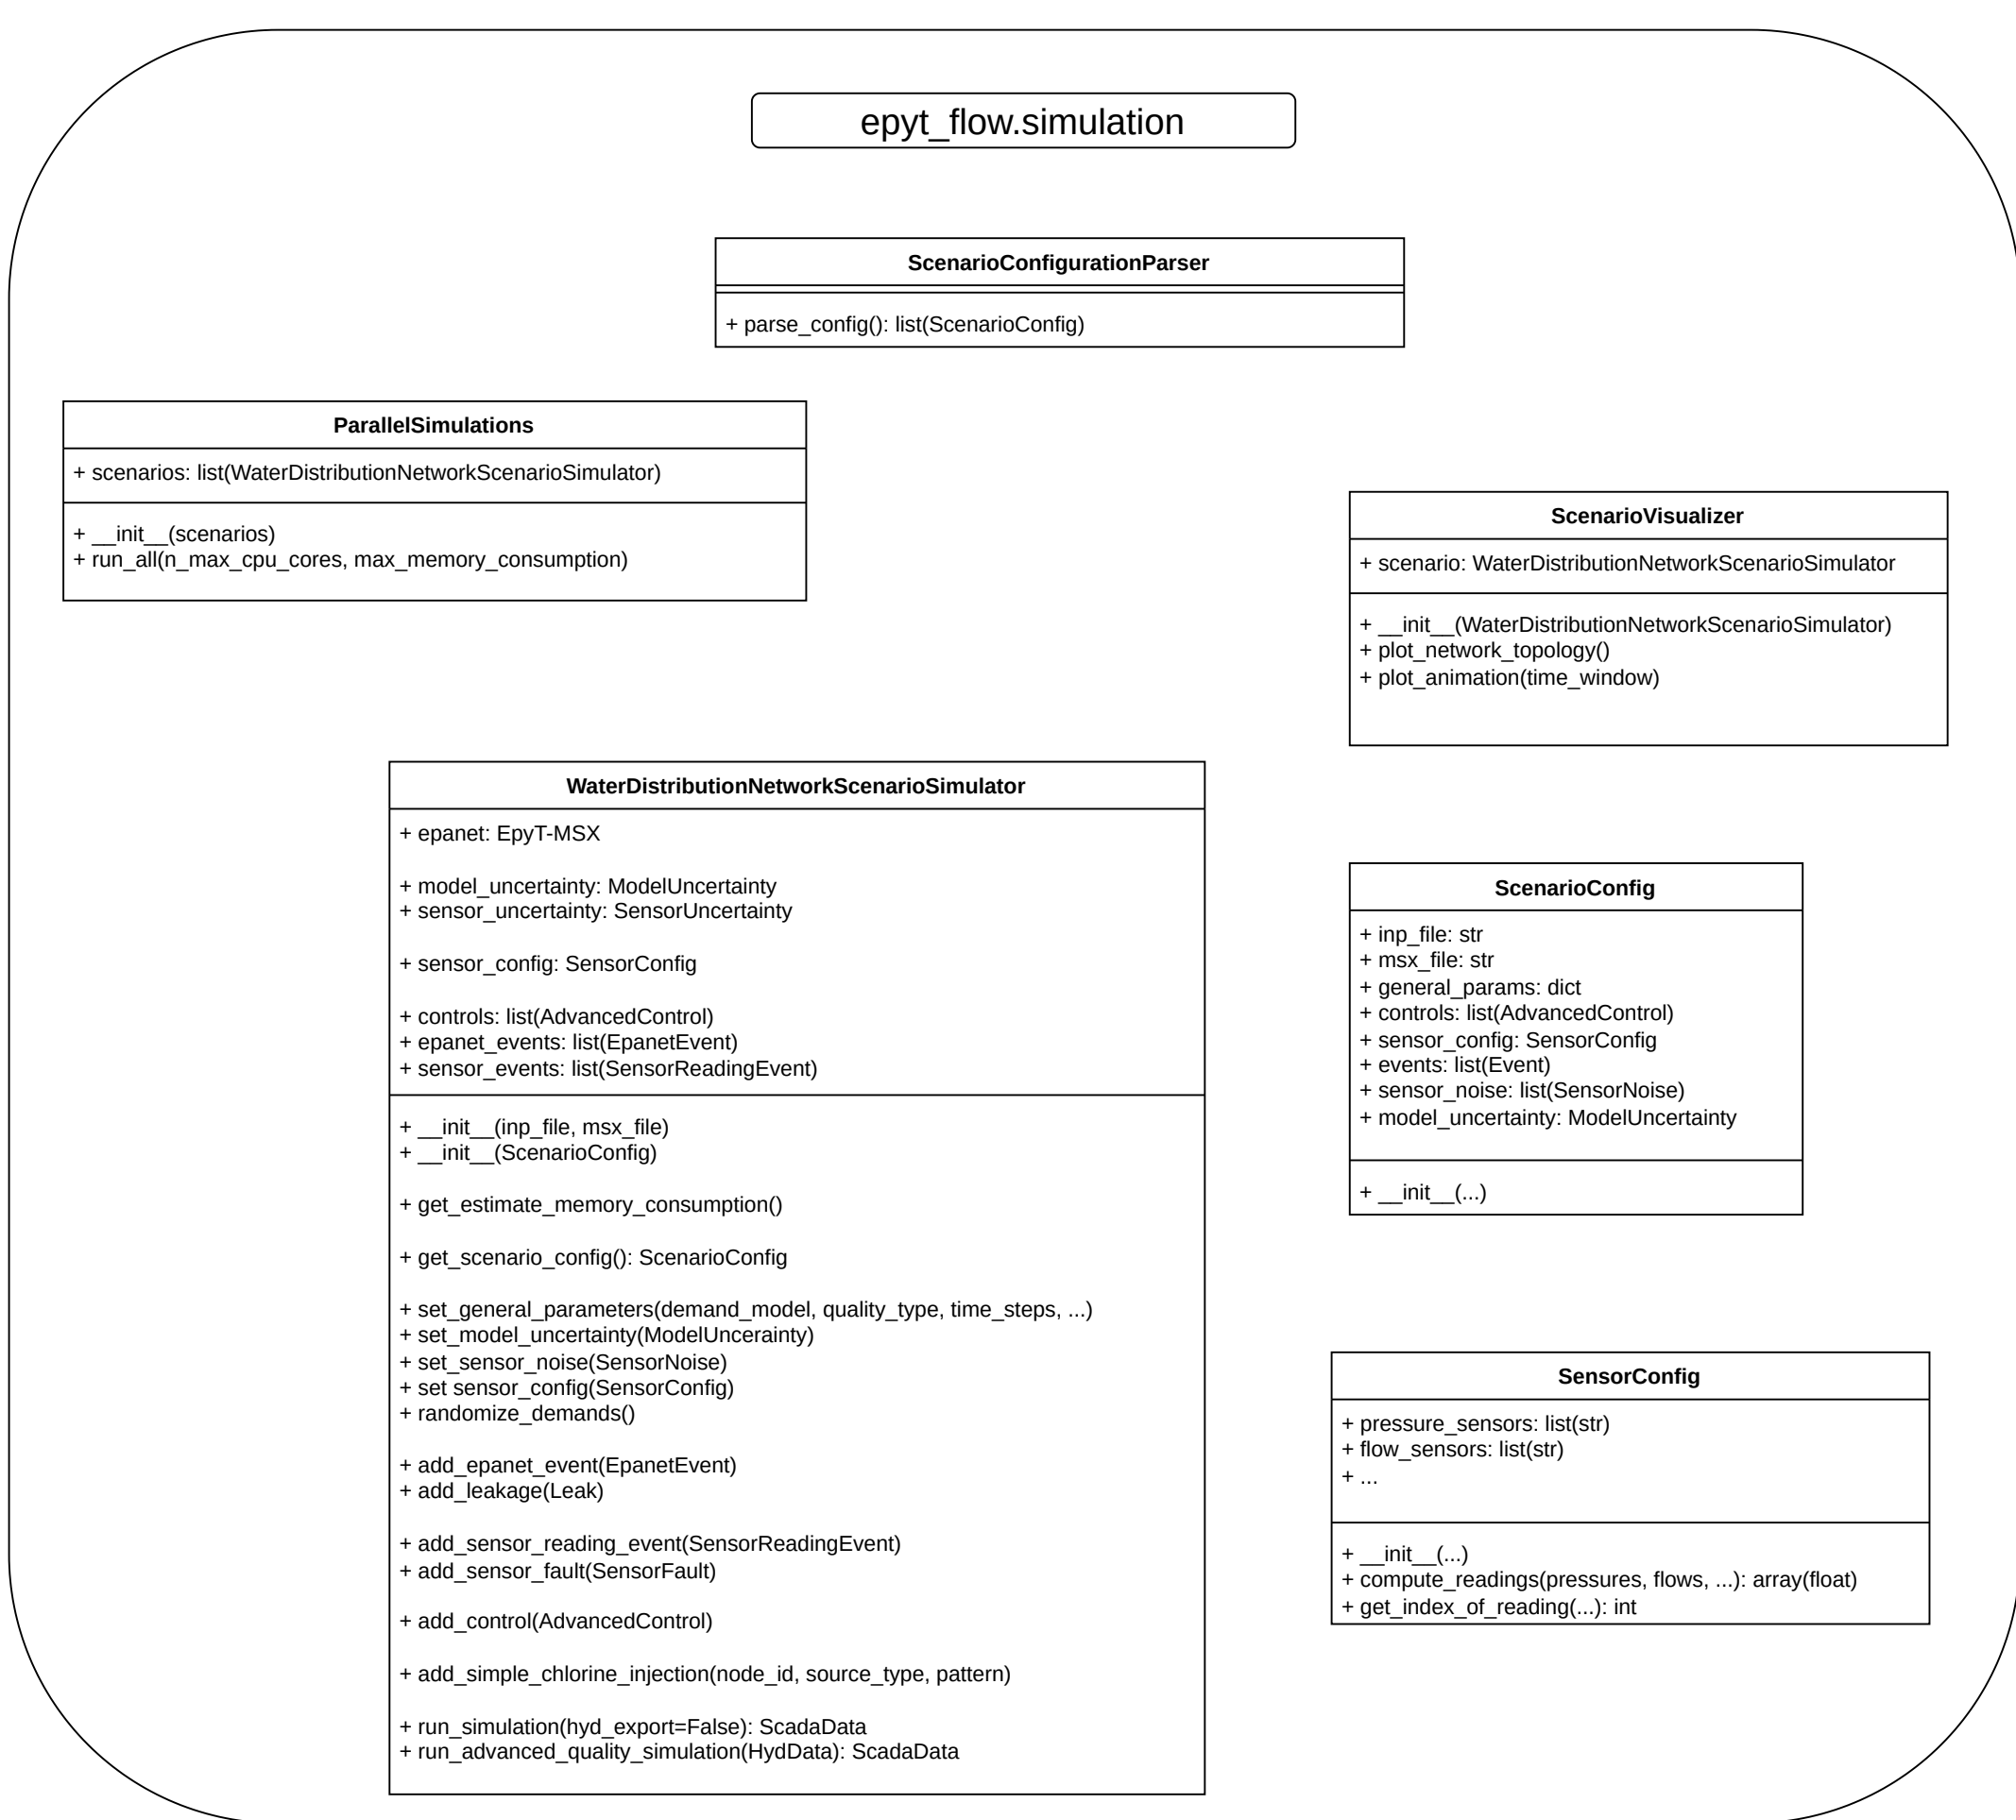 epyt_flow.simulation
ScenarioConfigurationParser
+ parse_config(): list(ScenarioConfig)
ParallelSimulations
+ scenarios: list(WaterDistributionNetworkScenarioSimulator)
+ __init__(scenarios)
+ run_all(n_max_cpu_cores, max_memory_consumption)
ScenarioVisualizer
+ scenario: WaterDistributionNetworkScenarioSimulator
+ __init__(WaterDistributionNetworkScenarioSimulator)
+ plot_network_topology()
+ plot_animation(time_window)
WaterDistributionNetworkScenarioSimulator
+ epanet: EpyT-MSX
+ model_uncertainty: ModelUncertainty
+ sensor_uncertainty: SensorUncertainty
+ sensor_config: SensorConfig
+ controls: list(AdvancedControl)
+ epanet_events: list(EpanetEvent)
+ sensor_events: list(SensorReadingEvent)
+ __init__(inp_file, msx_file)
+ __init__(ScenarioConfig)
+ get_estimate_memory_consumption()
+ get_scenario_config(): ScenarioConfig
+ set_general_parameters(demand_model, quality_type, time_steps, ...)
+ set_model_uncertainty(ModelUncerainty)
+ set_sensor_noise(SensorNoise)
+ set sensor_config(SensorConfig)
+ randomize_demands()
+ add_epanet_event(EpanetEvent)
+ add_leakage(Leak)
+ add_sensor_reading_event(SensorReadingEvent)
+ add_sensor_fault(SensorFault)
+ add_control(AdvancedControl)
+ add_simple_chlorine_injection(node_id, source_type, pattern)
+ run_simulation(hyd_export=False): ScadaData
+ run_advanced_quality_simulation(HydData): ScadaData
ScenarioConfig
+ inp_file: str
+ msx_file: str
+ general_params: dict
+ controls: list(AdvancedControl)
+ sensor_config: SensorConfig
+ events: list(Event)
+ sensor_noise: list(SensorNoise)
+ model_uncertainty: ModelUncertainty
+ __init__(...)
SensorConfig
+ pressure_sensors: list(str)
+ flow_sensors: list(str)
+ ...
+ __init__(...)
+ compute_readings(pressures, flows, ...): array(float)
+ get_index_of_reading(...): int